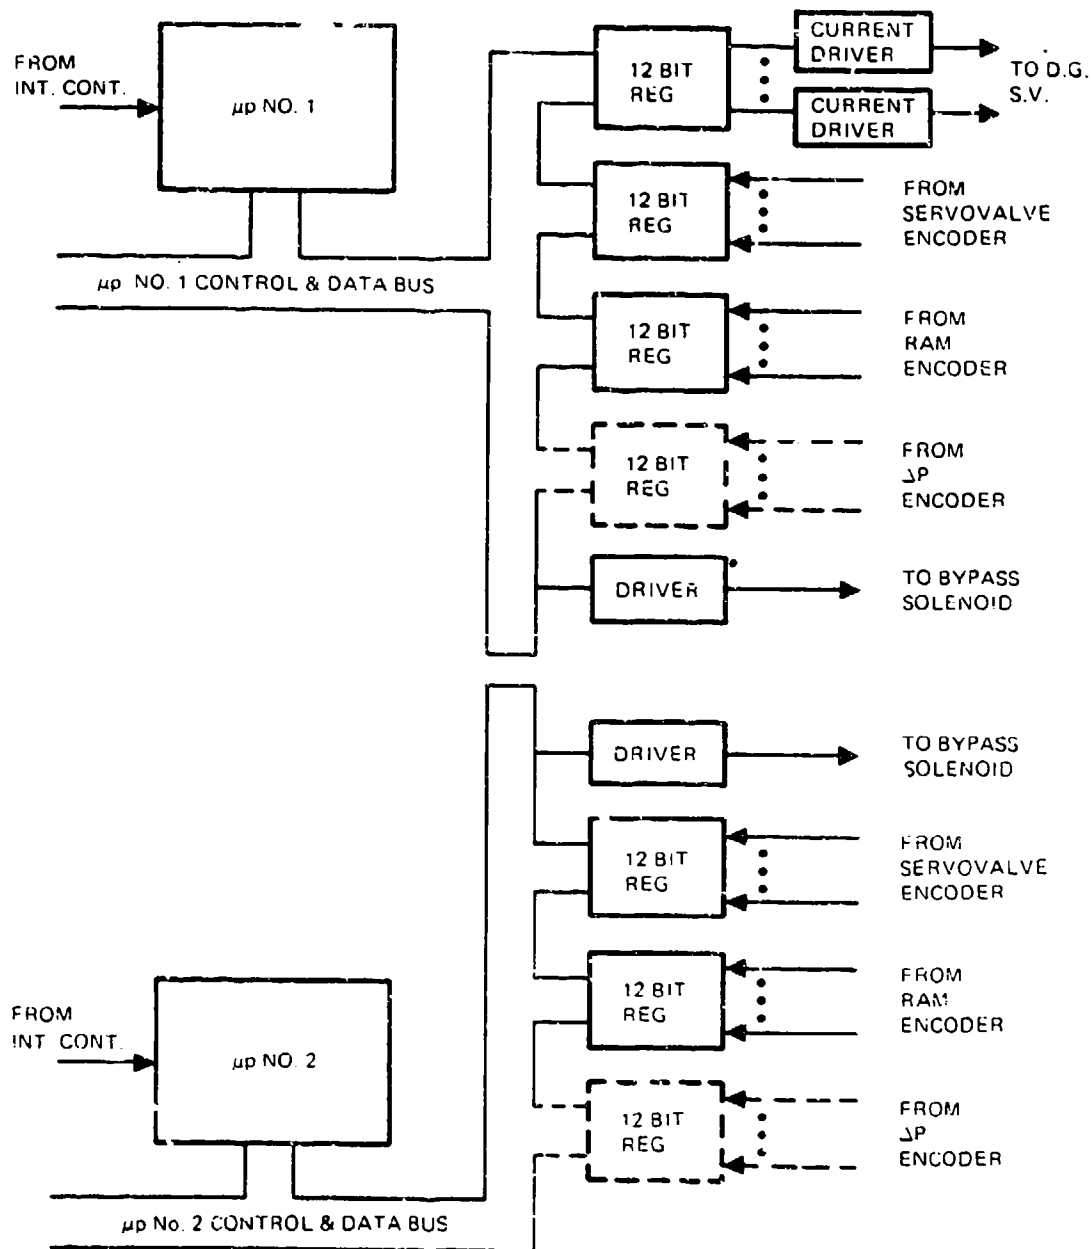 FROM
INT. CONT.
µp NO. 1
12 BIT
REG
CURRENT
DRIVER
CURRENT
DRIVER
TO D.G.
S.V.
12 BIT
REG
FROM
SERVOVALVE
ENCODER
µp NO. 1 CONTROL & DATA BUS
12 BIT
REG
FROM
RAM
ENCODER
12 BIT
REG
FROM
ΔP
ENCODER
DRIVER
TO BYPASS
SOLENOID
DRIVER
TO BYPASS
SOLENOID
12 BIT
REG
FROM
SERVOVALVE
ENCODER
FROM
INT. CONT.
µp NO. 2
12 BIT
REG
FROM
RAM
ENCODER
12 BIT
REG
FROM
ΔP
ENCODER
µp No. 2 CONTROL & DATA BUS